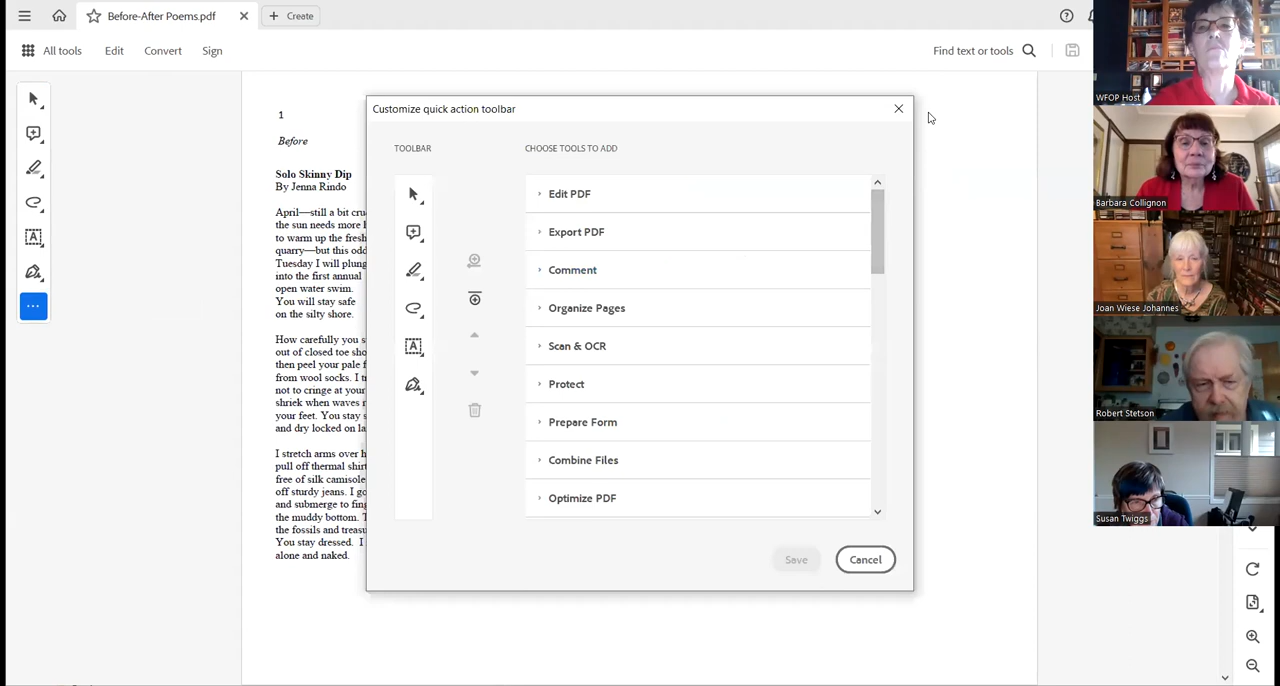 Before-After Poems.pdf
Create
All tools
Edit
Convert
Sign
Find text or tools
1
Before
Solo Skinny Dip
By Jenna Rindo
April—still a bit
the sun needs more
to warm up the fresh
quarry—but this odd
Tuesday I will plung
into the first annual
open water swim.
You will stay safe
on the silty shore.
How carefully you
out of closed toe
then peel your pale
from wool socks. I
not to cringe at your
shriek when waves
your feet. You stay
and dry locked on
I stretch arms over
pull off thermal
free of silk camisole
off sturdy jeans. I
and submerge to
the muddy bottom.
the fossils and
You stay dressed. I
alone and naked.
Customize quick action toolbar
TOOLBAR
CHOOSE TOOLS TO ADD
Edit PDF
Export PDF
Comment
Organize Pages
Scan & OCR
Protect
Prepare Form
Combine Files
Optimize PDF
Save
Cancel
WFOP Host
Barbara Collignon
Joan Wiese Johannes
Robert Stetson
Susan Twiggs